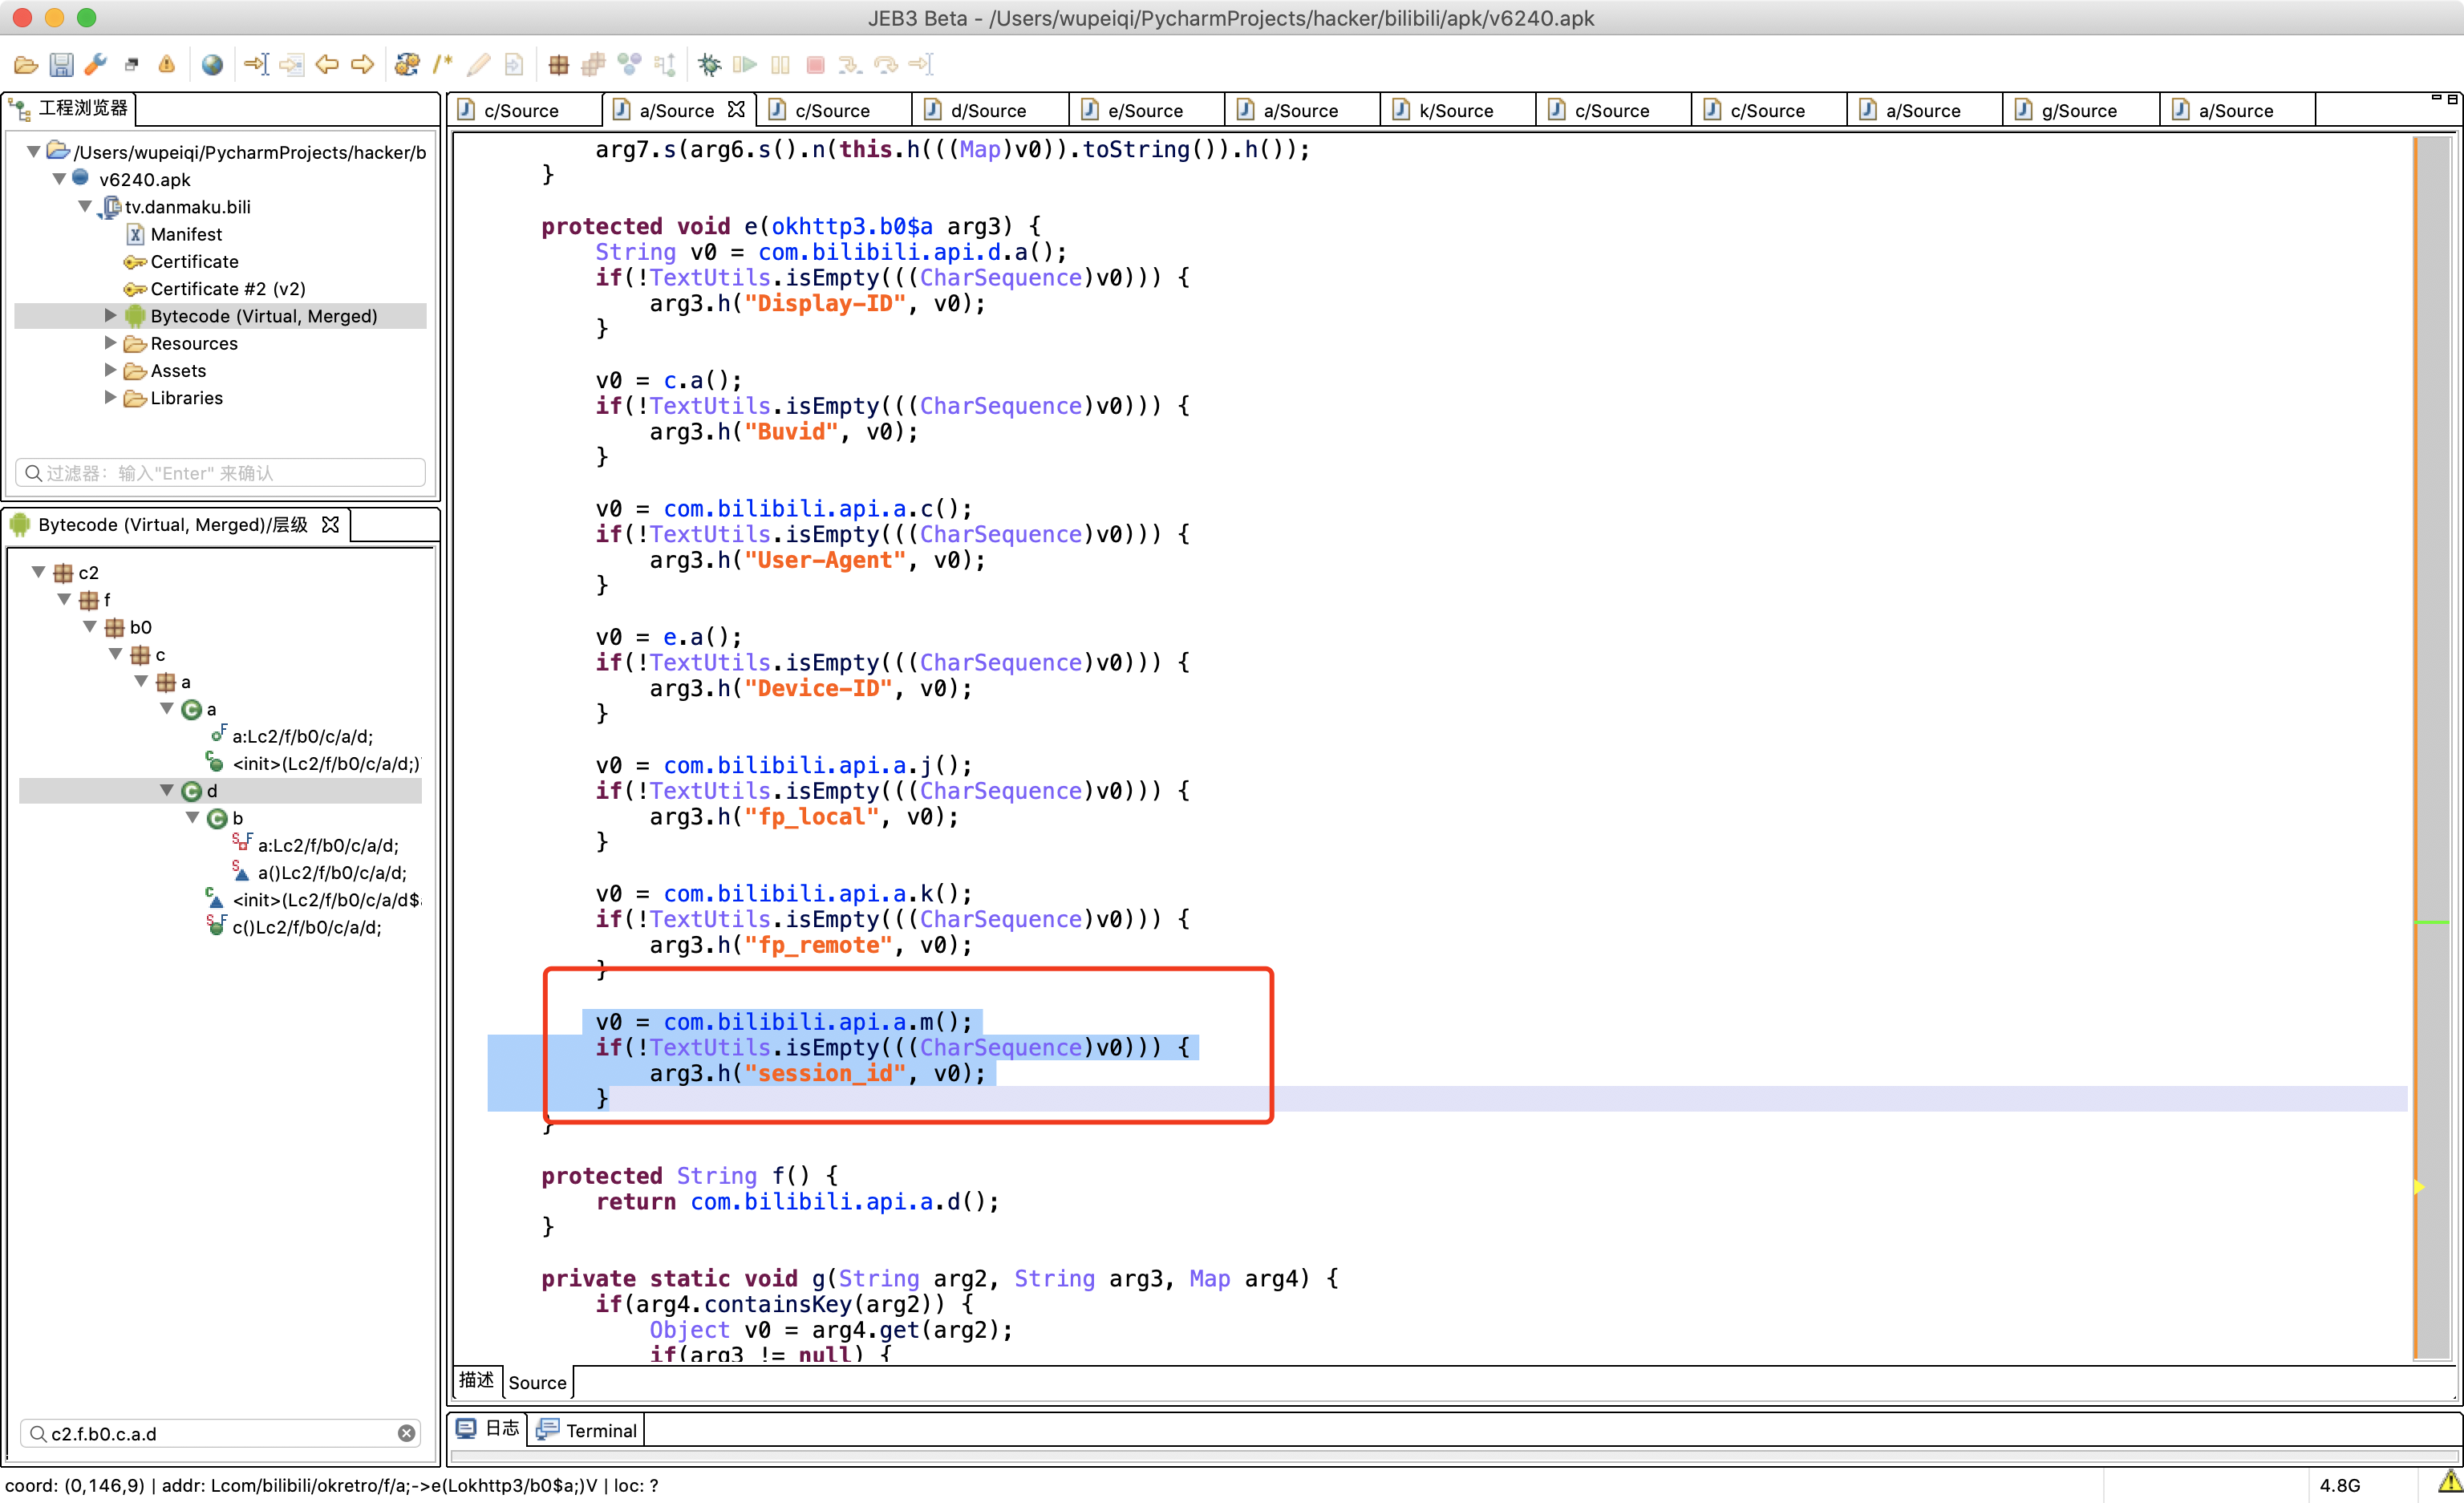 JEB3 Beta - /Users/wupeiqi/PycharmProjects/hacker/bilibili/apk/v6240.apk
工程浏览器
/Users/wupeiqi/PycharmProjects/hacker/b
v6240.apk
tv.danmaku.bili
Manifest
Certificate
Certificate #2 (v2)
Bytecode (Virtual, Merged)
Resources
Assets
Libraries
过滤器：输入"Enter" 来确认
Bytecode (Virtual, Merged)/层级
c2
f
b0
c
a
a
a:Lc2/f/b0/c/a/d;
<init>(Lc2/f/b0/c/a/d;)
d
b
a:Lc2/f/b0/c/a/d;
a()Lc2/f/b0/c/a/d;
<init>(Lc2/f/b0/c/a/d$
c()Lc2/f/b0/c/a/d;
c2.f.b0.c.a.d
c/Source a/Source c/Source d/Source e/Source a/Source k/Source c/Source c/Source a/Source g/Source a/Source
arg7.s(arg6.s().n(this.h(((Map)v0)).toString()).h());
}
protected void e(okhttp3.b0$a arg3) {
String v0 = com.bilibili.api.d.a();
if(!TextUtils.isEmpty(((CharSequence)v0))) {
arg3.h("Display-ID", v0);
}
v0 = c.a();
if(!TextUtils.isEmpty(((CharSequence)v0))) {
arg3.h("Buvid", v0);
}
v0 = com.bilibili.api.a.c();
if(!TextUtils.isEmpty(((CharSequence)v0))) {
arg3.h("User-Agent", v0);
}
v0 = e.a();
if(!TextUtils.isEmpty(((CharSequence)v0))) {
arg3.h("Device-ID", v0);
}
v0 = com.bilibili.api.a.j();
if(!TextUtils.isEmpty(((CharSequence)v0))) {
arg3.h("fp_local", v0);
}
v0 = com.bilibili.api.a.k();
if(!TextUtils.isEmpty(((CharSequence)v0))) {
arg3.h("fp_remote", v0);
}
v0 = com.bilibili.api.a.m();
if(!TextUtils.isEmpty(((CharSequence)v0))) {
arg3.h("session_id", v0);
}
}
protected String f() {
return com.bilibili.api.a.d();
}
private static void g(String arg2, String arg3, Map arg4) {
if(arg4.containsKey(arg2)) {
Object v0 = arg4.get(arg2);
if(arg3 != null) {
描述 Source
日志 Terminal
coord: (0,146,9) | addr: Lcom/bilibili/okretro/f/a;->e(Lokhttp3/b0$a;)V | loc: ?
4.8G